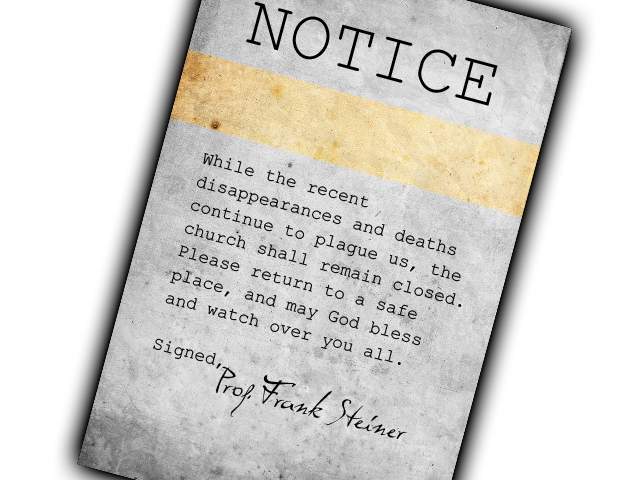 NOTICE
While the recent
disappearances and deaths
continue to plague us, the
church shall remain closed.
Please return to a safe
place, and may God bless
and watch over you all.
Signed,
Prof. Frank Steiner